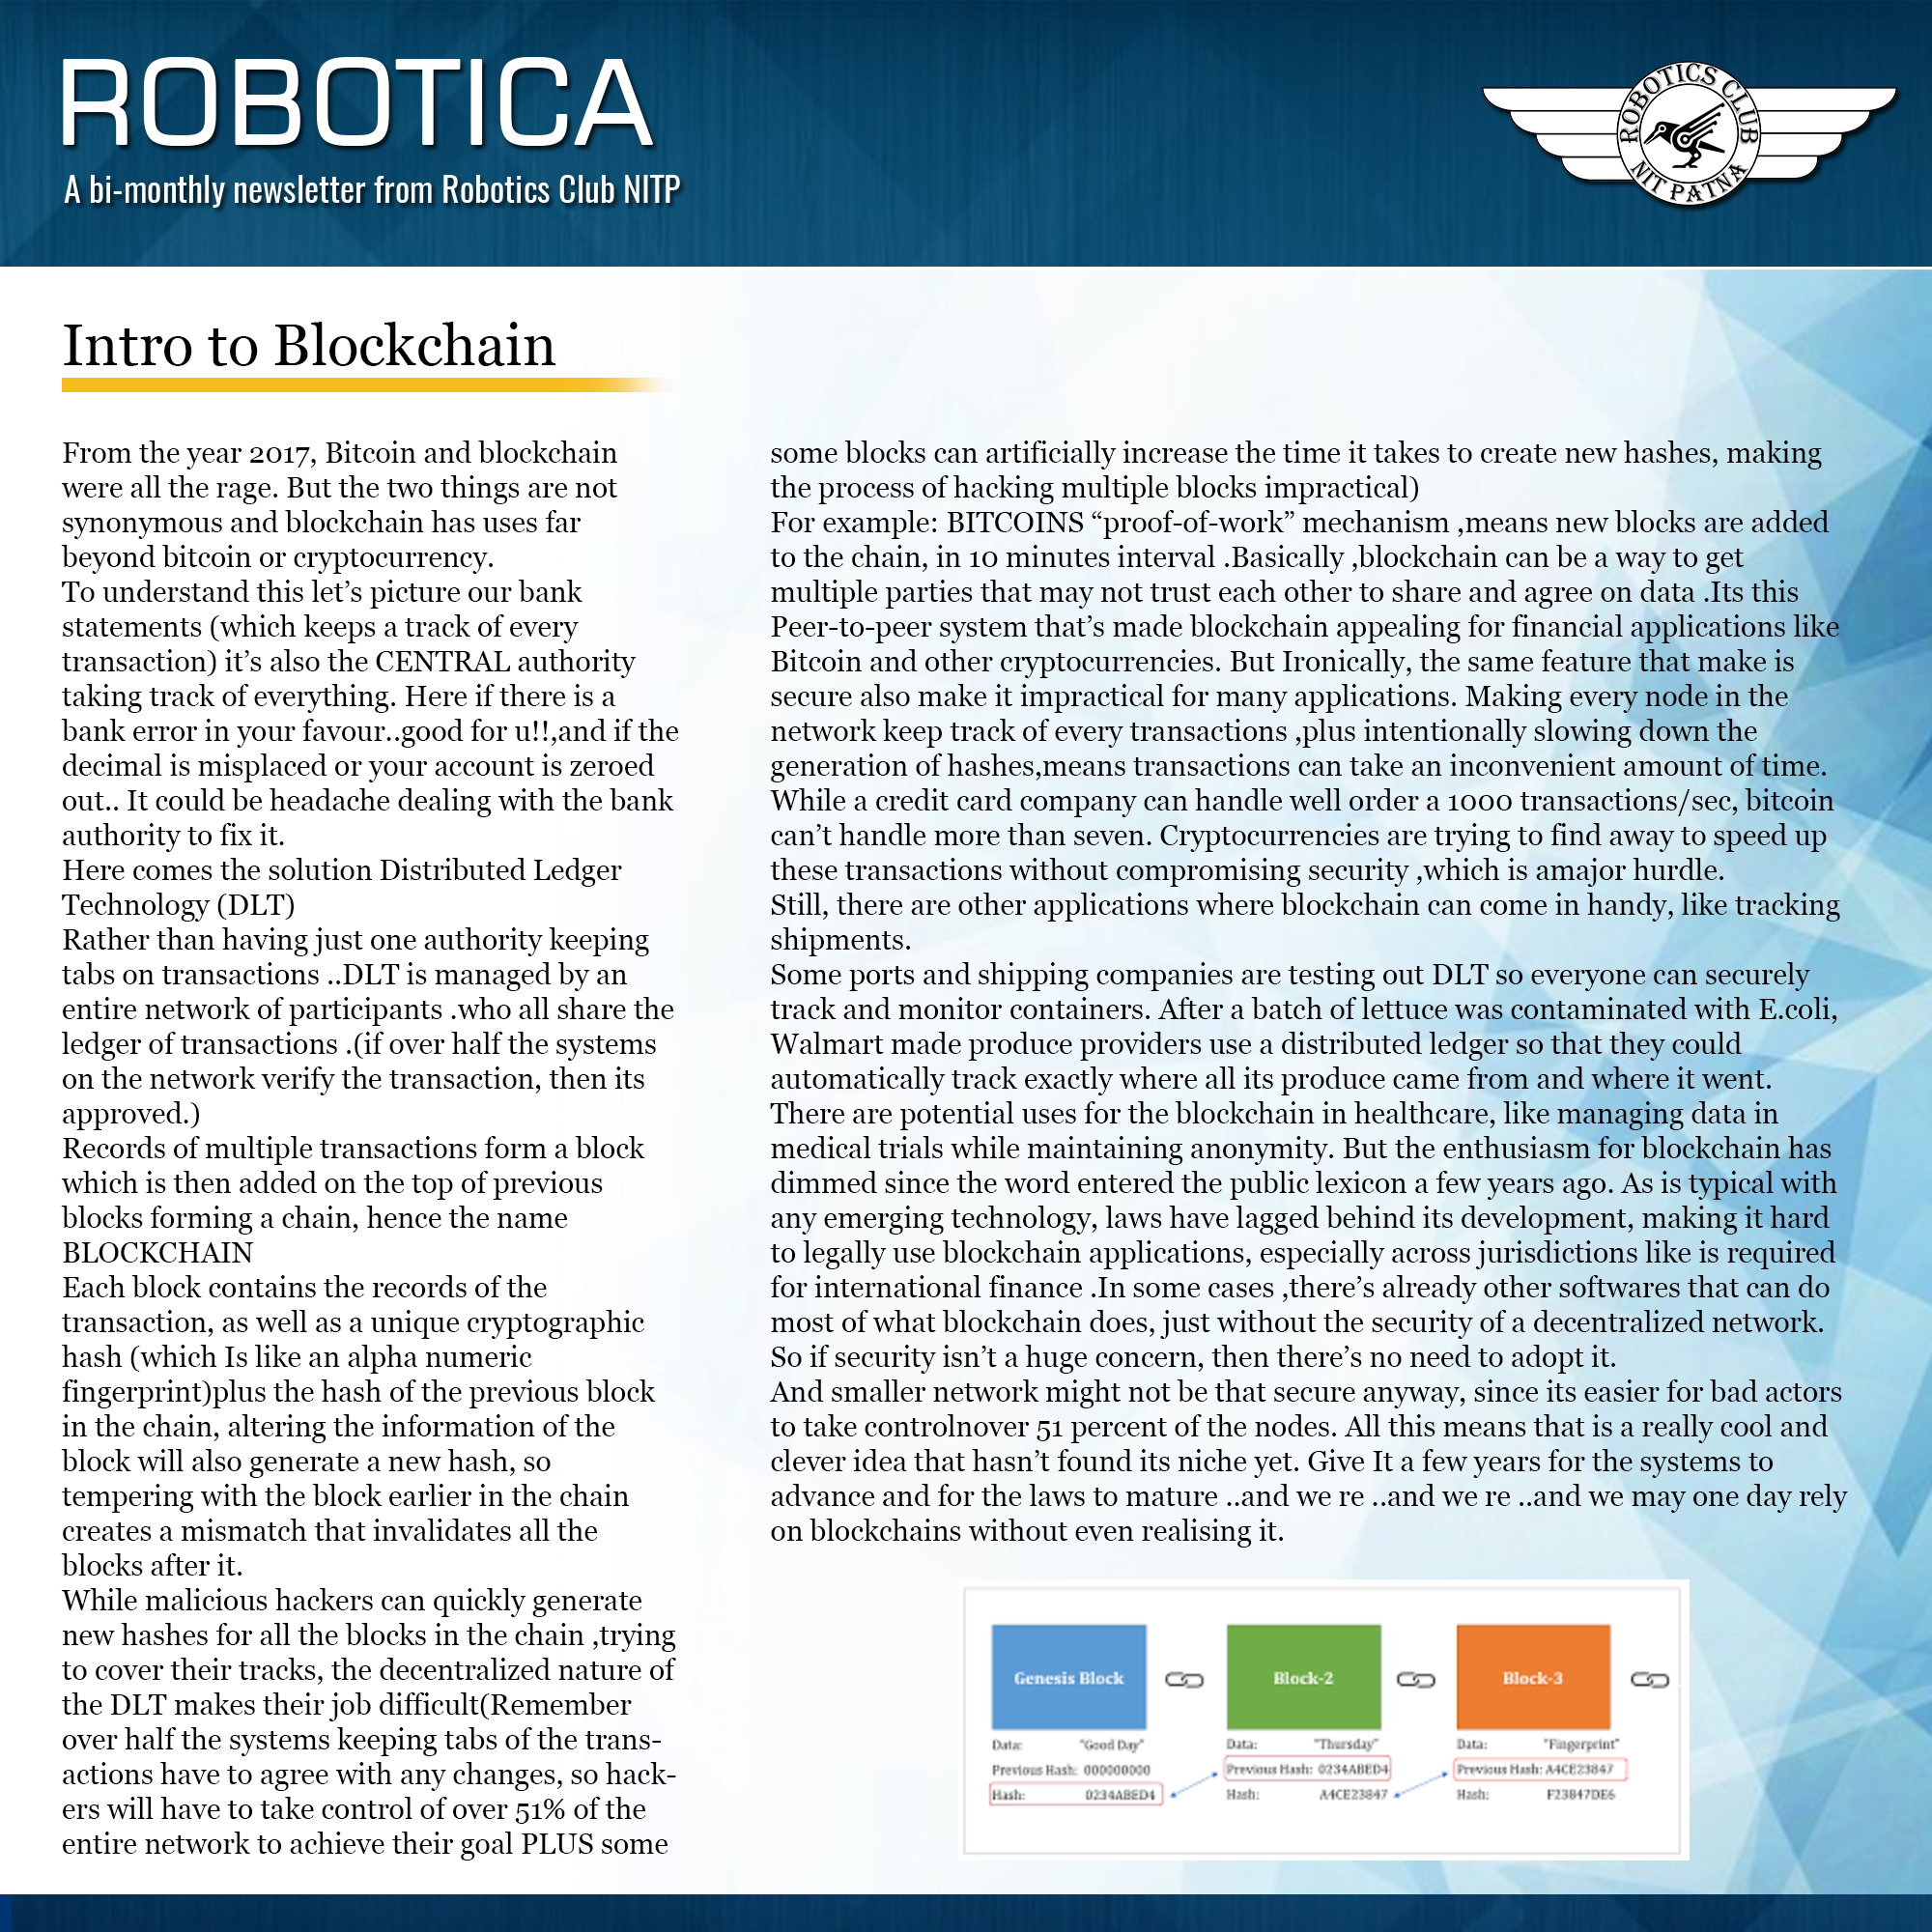 ROBOTICA
A bi-monthly newsletter from Robotics Club NITP
ROBOTICS CLUB
NIT PATNA
Intro to Blockchain
From the year 2017, Bitcoin and blockchain
were all the rage. But the two things are not
synonymous and blockchain has uses far
beyond bitcoin or cryptocurrency.
To understand this let’s picture our bank
statements (which keeps a track of every
transaction) it’s also the CENTRAL authority
taking track of everything. Here if there is a
bank error in your favour..good for u!!,and if the
decimal is misplaced or your account is zeroed
out.. It could be headache dealing with the bank
authority to fix it.
Here comes the solution Distributed Ledger
Technology (DLT)
Rather than having just one authority keeping
tabs on transactions ..DLT is managed by an
entire network of participants .who all share the
ledger of transactions .(if over half the systems
on the network verify the transaction, then its
approved.)
Records of multiple transactions form a block
which is then added on the top of previous
blocks forming a chain, hence the name
BLOCKCHAIN
Each block contains the records of the
transaction, as well as a unique cryptographic
hash (which Is like an alpha numeric
fingerprint)plus the hash of the previous block
in the chain, altering the information of the
block will also generate a new hash, so
tempering with the block earlier in the chain
creates a mismatch that invalidates all the
blocks after it.
While malicious hackers can quickly generate
new hashes for all the blocks in the chain ,trying
to cover their tracks, the decentralized nature of
the DLT makes their job difficult(Remember
over half the systems keeping tabs of the trans-
actions have to agree with any changes, so hack-
ers will have to take control of over 51% of the
entire network to achieve their goal PLUS some
some blocks can artificially increase the time it takes to create new hashes, making
the process of hacking multiple blocks impractical)
For example: BITCOINS “proof-of-work” mechanism ,means new blocks are added
to the chain, in 10 minutes interval .Basically ,blockchain can be a way to get
multiple parties that may not trust each other to share and agree on data .Its this
Peer-to-peer system that’s made blockchain appealing for financial applications like
Bitcoin and other cryptocurrencies. But Ironically, the same feature that make is
secure also make it impractical for many applications. Making every node in the
network keep track of every transactions ,plus intentionally slowing down the
generation of hashes,means transactions can take an inconvenient amount of time.
While a credit card company can handle well order a 1000 transactions/sec, bitcoin
can’t handle more than seven. Cryptocurrencies are trying to find away to speed up
these transactions without compromising security ,which is amajor hurdle.
Still, there are other applications where blockchain can come in handy, like tracking
shipments.
Some ports and shipping companies are testing out DLT so everyone can securely
track and monitor containers. After a batch of lettuce was contaminated with E.coli,
Walmart made produce providers use a distributed ledger so that they could
automatically track exactly where all its produce came from and where it went.
There are potential uses for the blockchain in healthcare, like managing data in
medical trials while maintaining anonymity. But the enthusiasm for blockchain has
dimmed since the word entered the public lexicon a few years ago. As is typical with
any emerging technology, laws have lagged behind its development, making it hard
to legally use blockchain applications, especially across jurisdictions like is required
for international finance .In some cases ,there’s already other softwares that can do
most of what blockchain does, just without the security of a decentralized network.
So if security isn’t a huge concern, then there’s no need to adopt it.
And smaller network might not be that secure anyway, since its easier for bad actors
to take controlnover 51 percent of the nodes. All this means that is a really cool and
clever idea that hasn’t found its niche yet. Give It a few years for the systems to
advance and for the laws to mature ..and we re ..and we re ..and we may one day rely
on blockchains without even realising it.
Genesis Block Block-2 Block-3
Data: "Good Day" Data: "Thursday" Data: "Fingerprint"
Previous Hash: 000000000 Previous Hash: 0234ABED4 Previous Hash: A4CE23847
Hash: 0234ABED4 Hash: A4CE23847 Hash: F23847DE6